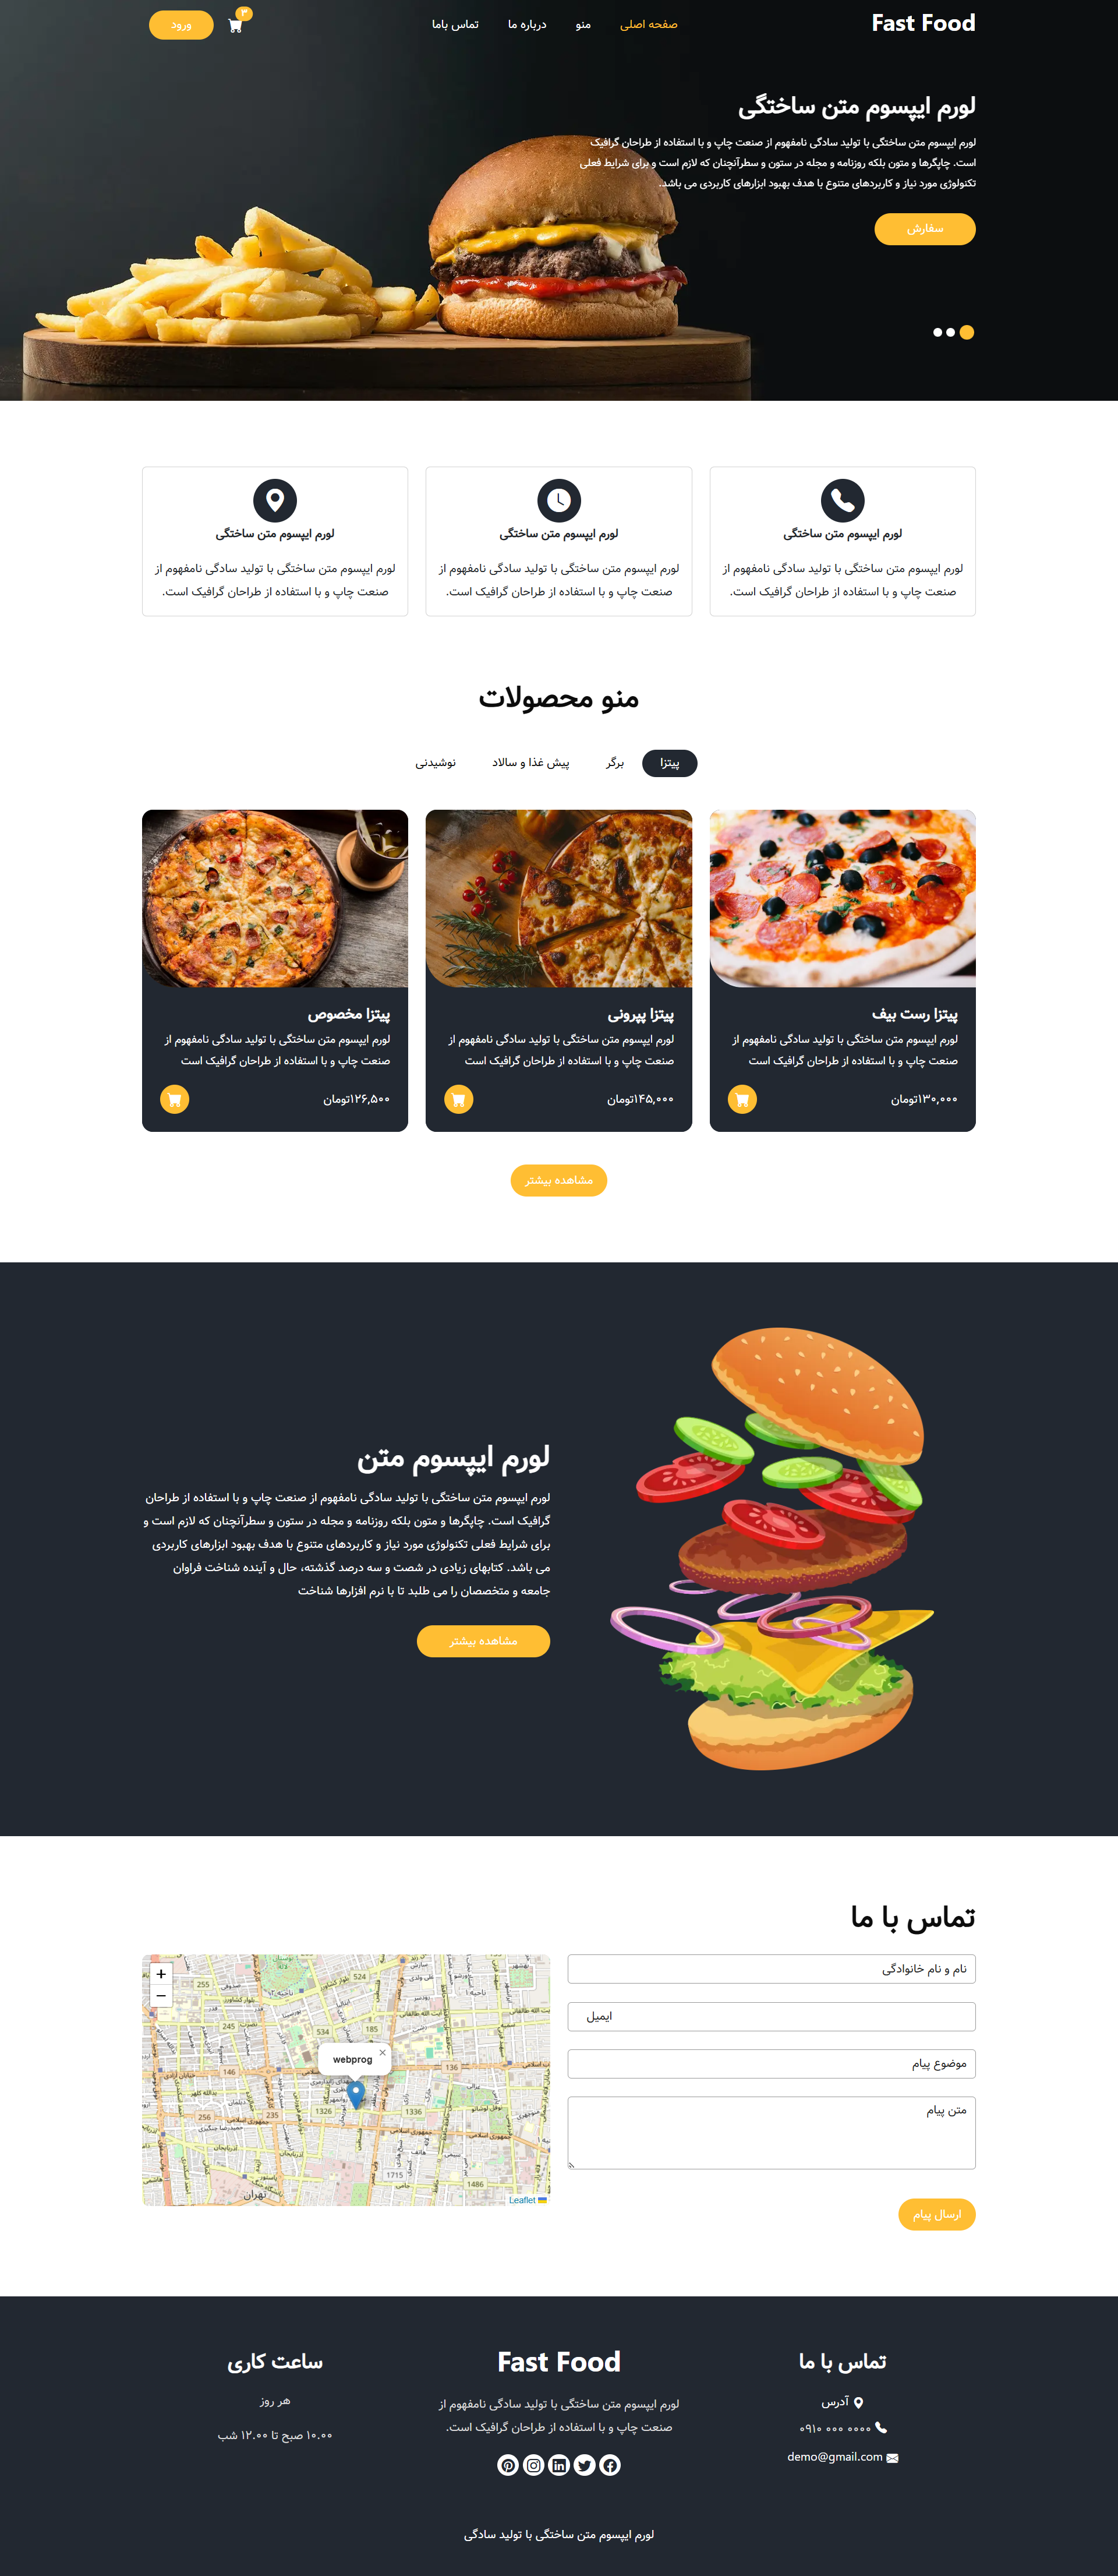 Fast Food
صفحه اصلی
منو
درباره ما
تماس باما
۳
ورود
لورم ایپسوم متن ساختگی
لورم ایپسوم متن ساختگی با تولید سادگی نامفهوم از صنعت چاپ و با استفاده از طراحان گرافیک
است. چاپگرها و متون بلکه روزنامه و مجله در ستون و سطرآنچنان که لازم است و برای شرایط فعلی
تکنولوژی مورد نیاز و کاربردهای متنوع با هدف بهبود ابزارهای کاربردی می باشد.
سفارش
لورم ایپسوم متن ساختگی
لورم ایپسوم متن ساختگی با تولید سادگی نامفهوم از
صنعت چاپ و با استفاده از طراحان گرافیک است.
لورم ایپسوم متن ساختگی
لورم ایپسوم متن ساختگی با تولید سادگی نامفهوم از
صنعت چاپ و با استفاده از طراحان گرافیک است.
لورم ایپسوم متن ساختگی
لورم ایپسوم متن ساختگی با تولید سادگی نامفهوم از
صنعت چاپ و با استفاده از طراحان گرافیک است.
منو محصولات
پیتزا
برگر
پیش غذا و سالاد
نوشیدنی
پیتزا رست بیف
لورم ایپسوم متن ساختگی با تولید سادگی نامفهوم از
صنعت چاپ و با استفاده از طراحان گرافیک است
۱۳۰,۰۰۰تومان
پیتزا پپرونی
لورم ایپسوم متن ساختگی با تولید سادگی نامفهوم از
صنعت چاپ و با استفاده از طراحان گرافیک است
۱۴۵,۰۰۰تومان
پیتزا مخصوص
لورم ایپسوم متن ساختگی با تولید سادگی نامفهوم از
صنعت چاپ و با استفاده از طراحان گرافیک است
۱۲۶,۵۰۰تومان
مشاهده بیشتر
لورم ایپسوم متن
لورم ایپسوم متن ساختگی با تولید سادگی نامفهوم از صنعت چاپ و با استفاده از طراحان
گرافیک است. چاپگرها و متون بلکه روزنامه و مجله در ستون و سطرآنچنان که لازم است و
برای شرایط فعلی تکنولوژی مورد نیاز و کاربردهای متنوع با هدف بهبود ابزارهای کاربردی
می باشد. کتابهای زیادی در شصت و سه درصد گذشته، حال و آینده شناخت فراوان
جامعه و متخصصان را می طلبد تا با نرم افزارها شناخت
مشاهده بیشتر
تماس با ما
نام و نام خانوادگی
ایمیل
موضوع پیام
متن پیام
ارسال پیام
+
−
webprog
×
255
524
245
534
185
146
136
256
235
1326
1336
1715
1486
تهران
Leaflet
تماس با ما
آدرس
۰۹۱۰ ۰۰۰ ۰۰۰۰
demo@gmail.com
Fast Food
لورم ایپسوم متن ساختگی با تولید سادگی نامفهوم از
صنعت چاپ و با استفاده از طراحان گرافیک است.
ساعت کاری
هر روز
۱۰.۰۰ صبح تا ۱۲.۰۰ شب
لورم ایپسوم متن ساختگی با تولید سادگی